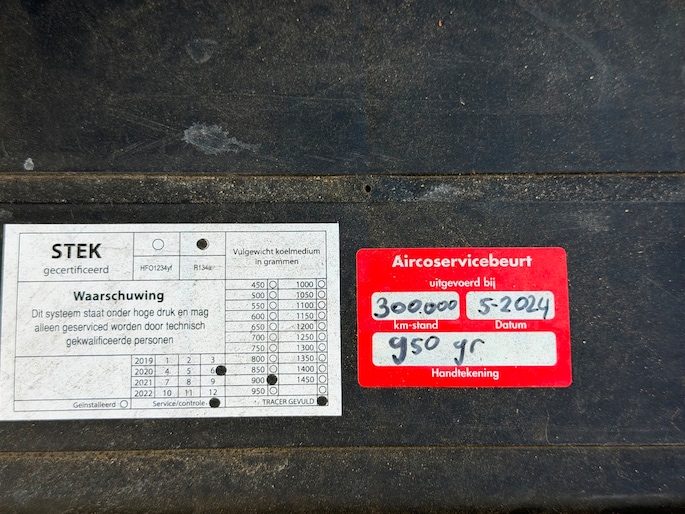 STEK
gecertificeerd
HFO1234yf
R134a
Vulgewicht koelmedium
in grammen
Waarschuwing
Dit systeem staat onder hoge druk en mag
alleen geserviced worden door technisch
gekwalificeerde personen
450 1000
500 1050
550 1100
600 1150
650 1200
700 1250
750 1300
800 1350
850 1400
900 1450
950
2019 1 2 3
2020 4 5 6
2021 7 8 9
2022 10 11 12
Geïnstalleerd
Service/controle
TRACER GEVULD
Aircoservicebeurt
uitgevoerd bij
300.000 5-2024
km-stand Datum
950 gr
Handtekening